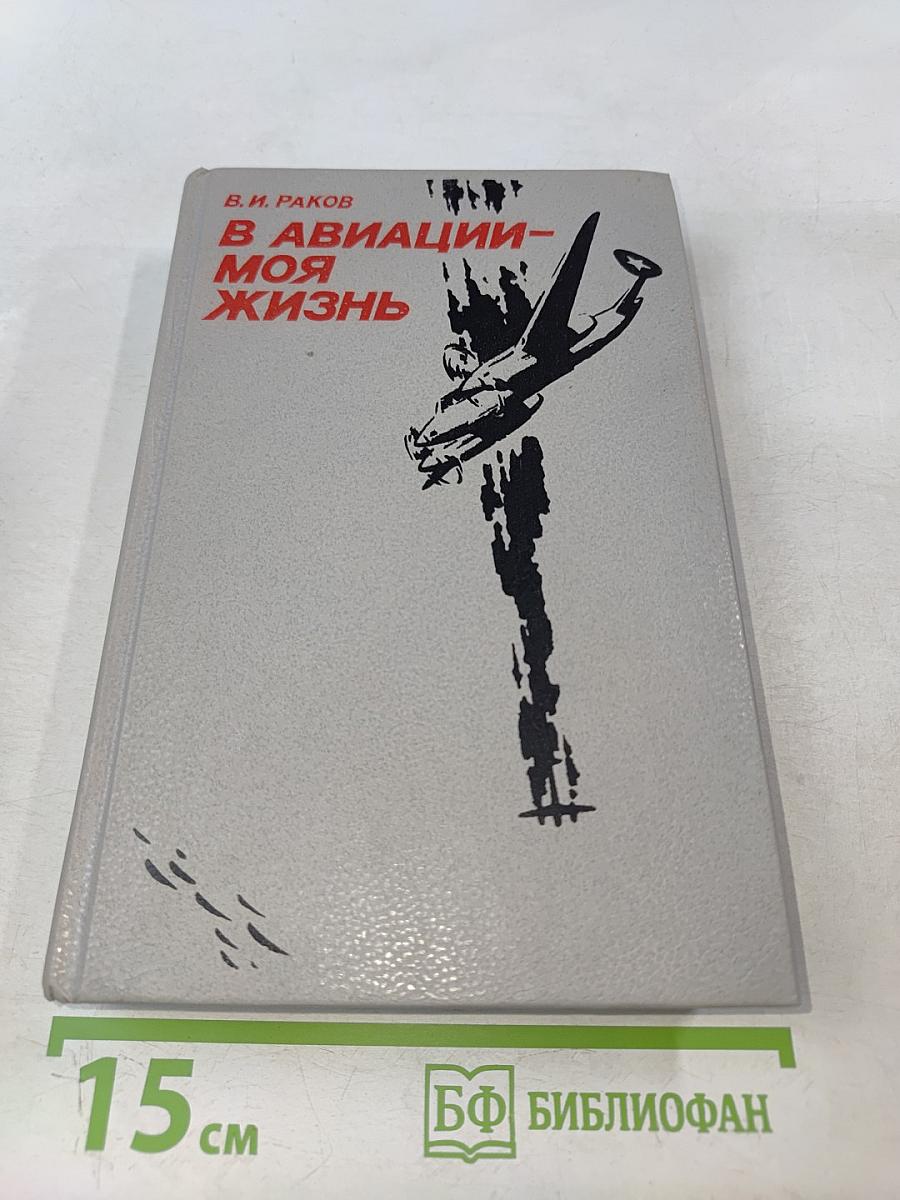 В. И. РАКОВ
В АВИАЦИИ–
МОЯ
ЖИЗНЬ
15 см
БФ БИБЛИОФАН